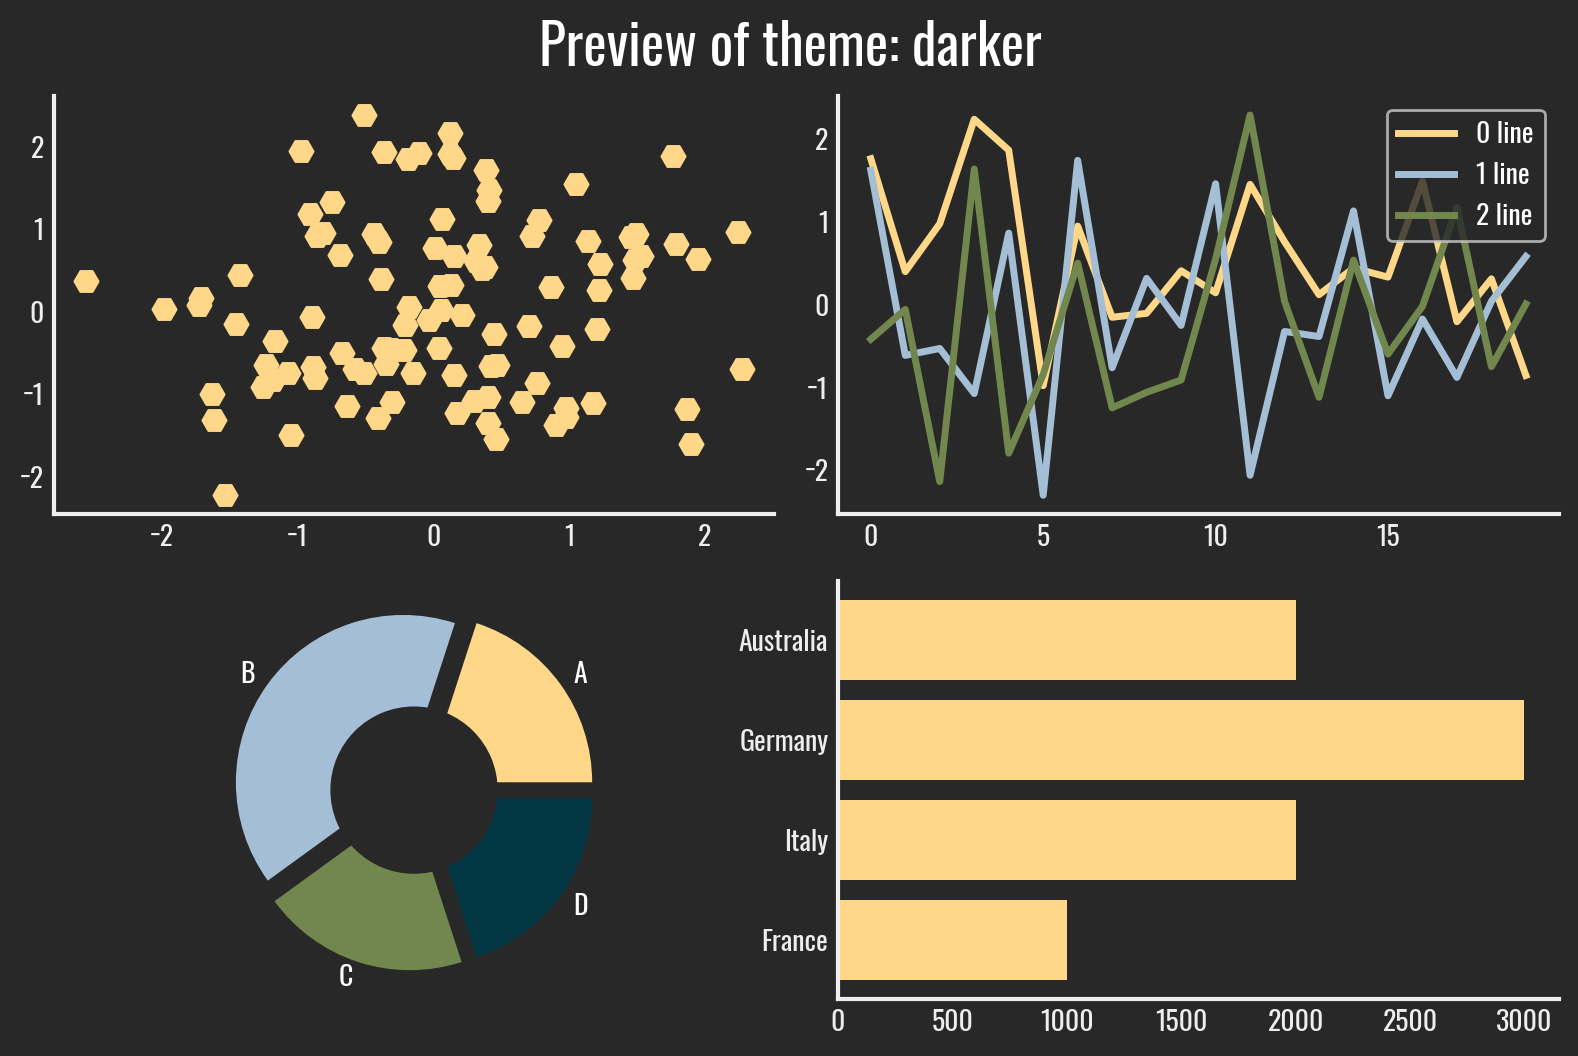 Preview of theme: darker
2
1
0
−1
−2
−2 −1 0 1 2
2
1
0
−1
−2
0 5 10 15
0 line
1 line
2 line
A
B
C
D
Australia
Germany
Italy
France
0 500 1000 1500 2000 2500 3000